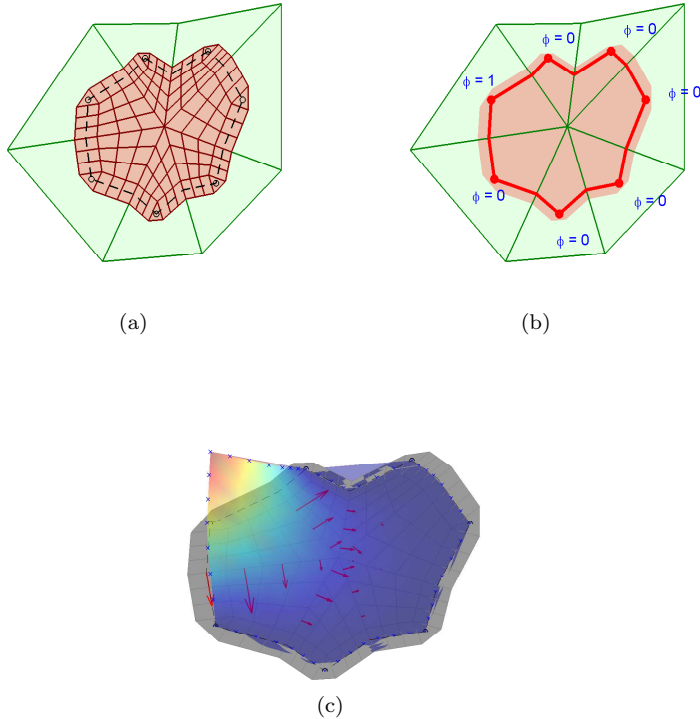 ϕ = 0
ϕ = 0
ϕ = 1
ϕ = 0
ϕ = 0
ϕ = 0
ϕ = 0
(a)
(b)
(c)